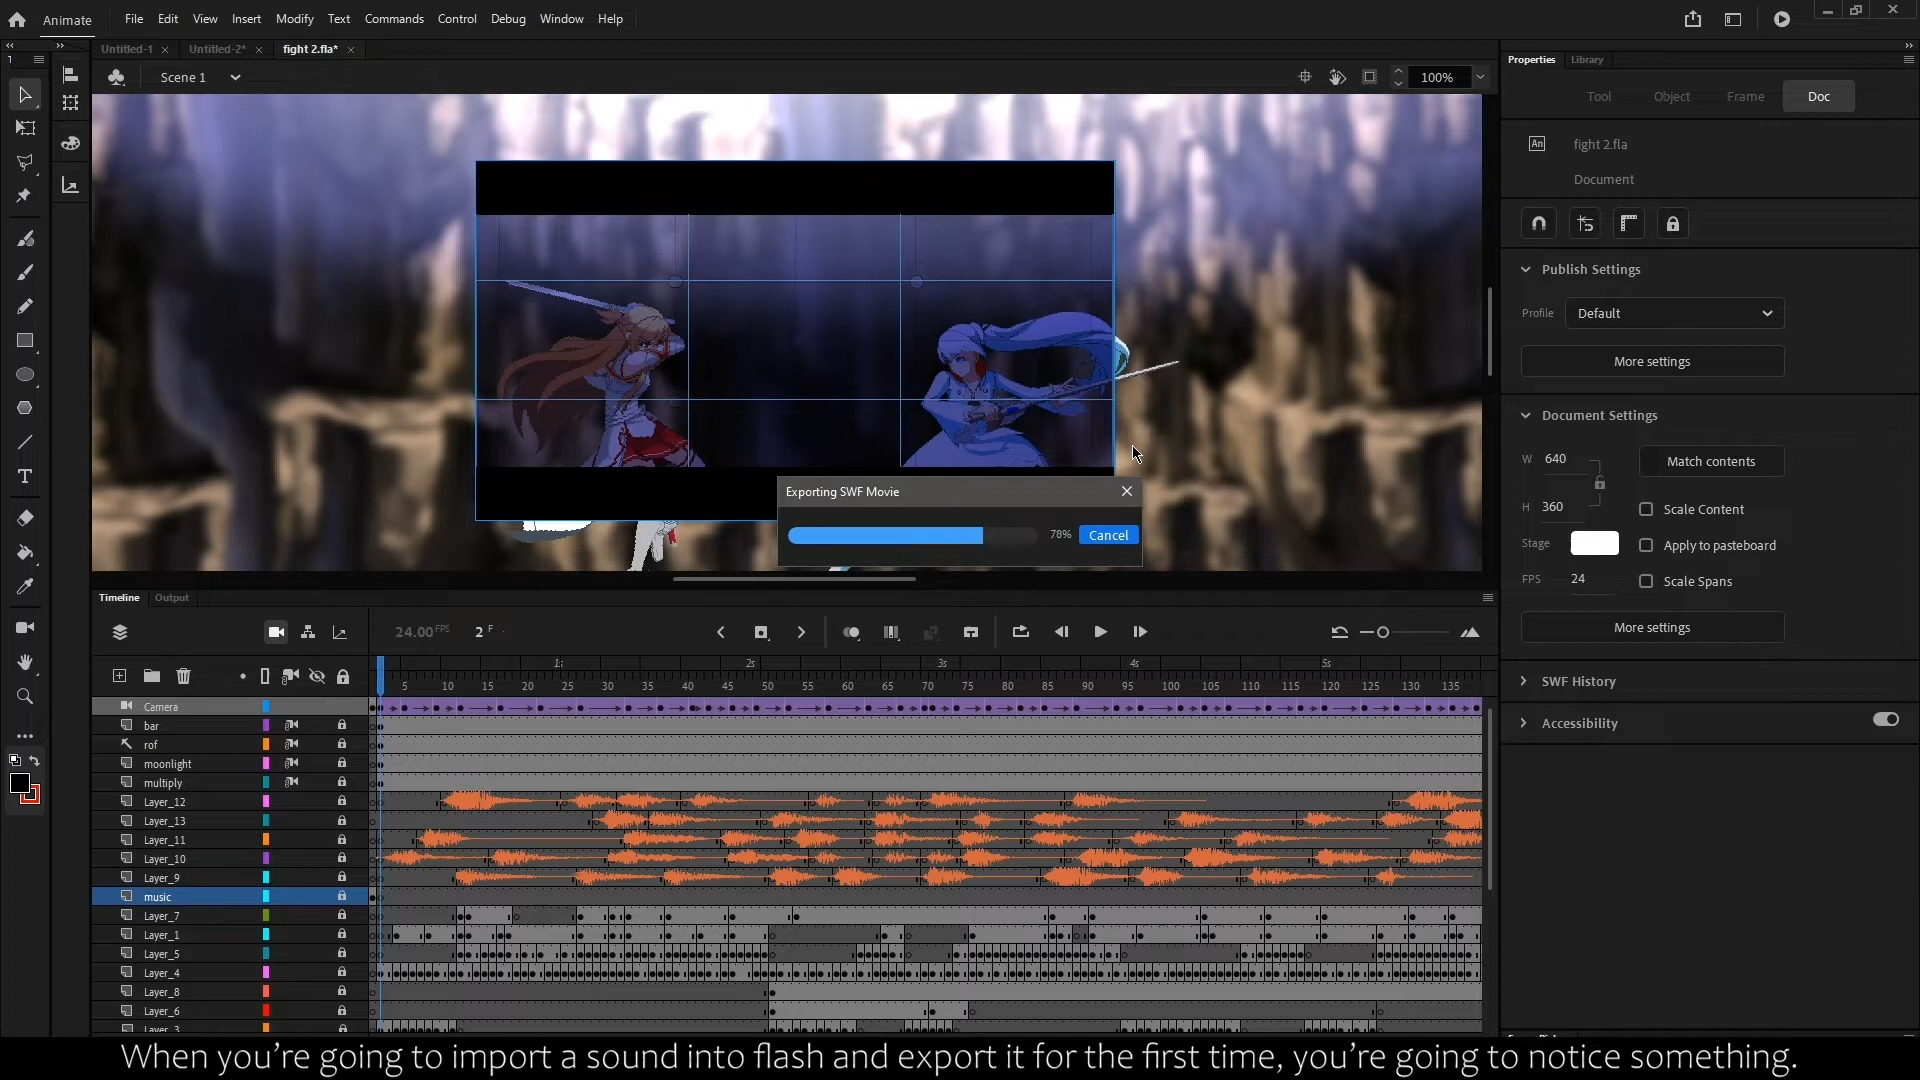 Animate File Edit View Insert Modify Text Commands Control Debug Window Help
Untitled-1 × Untitled-2* × fight 2.fla* ×
Scene 1
100%
Properties Library
Tool Object Frame Doc
An fight 2.fla
Document
Publish Settings
Profile Default
More settings
Document Settings
W 640 Match contents
H 360 Scale Content
Stage Apply to pasteboard
FPS 24 Scale Spans
More settings
SWF History
Accessibility
Exporting SWF Movie
78% Cancel
Timeline Output
24.00 FPS 2 F
2s 3s 4s 5s
5 10 15 20 25 30 35 40 45 50 55 60 65 70 75 80 85 90 95 100 105 110 115 120 125 130 135
Camera
bar
rof
moonlight
multiply
Layer_12
Layer_13
Layer_11
Layer_10
Layer_9
music
Layer_7
Layer_1
Layer_5
Layer_4
Layer_8
Layer_6
Layer_3
When you're going to import a sound into flash and export it for the first time, you're going to notice something.